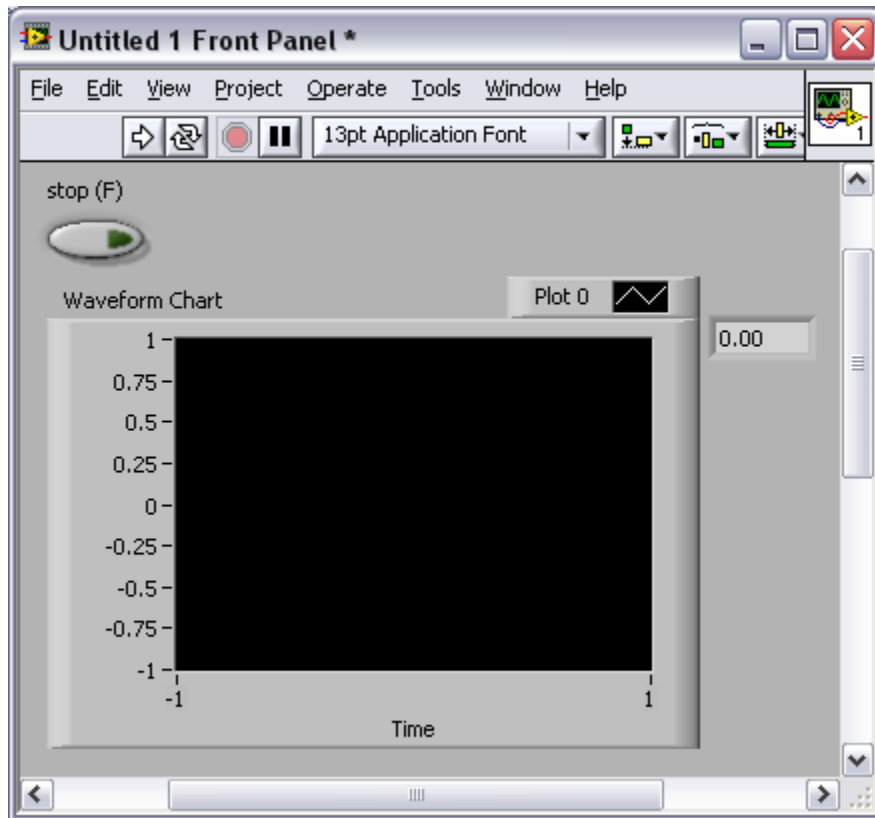 Untitled 1 Front Panel *
File Edit View Project Operate Tools Window Help
13pt Application Font
1
stop (F)
Waveform Chart
Plot 0
0.00
1
0.75
0.5
0.25
0
-0.25
-0.5
-0.75
-1
-1 1
Time